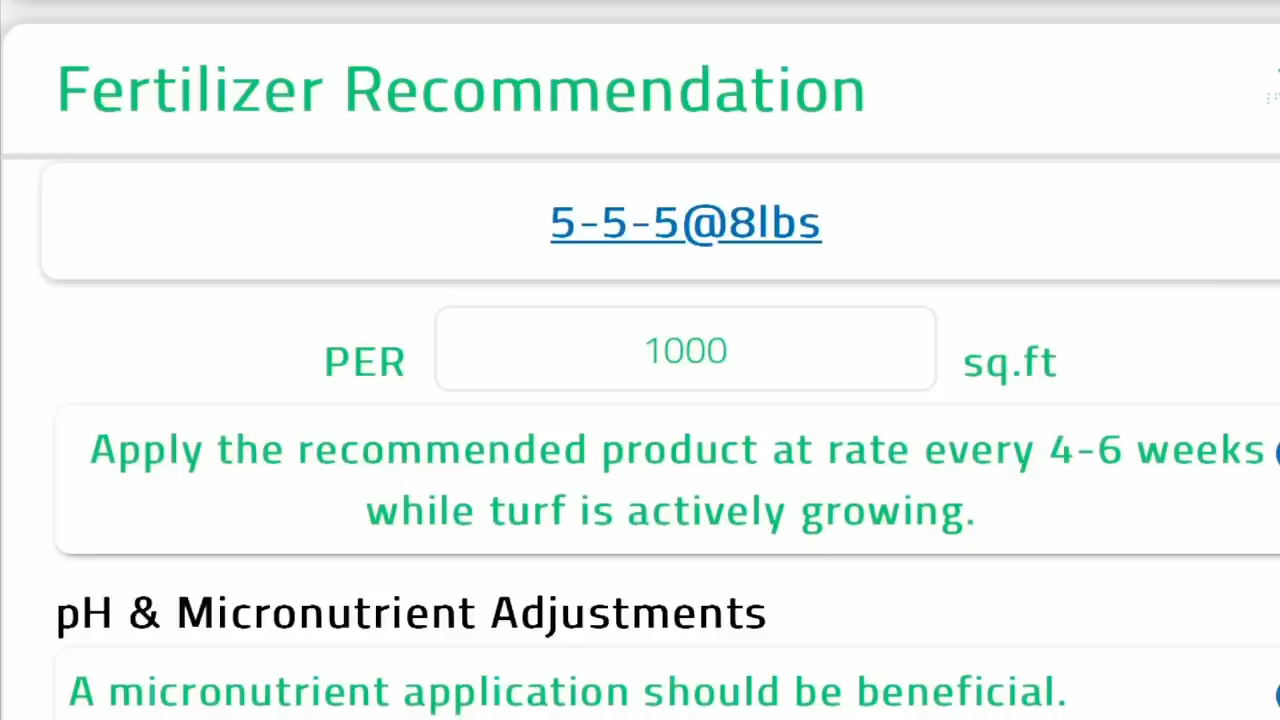 Fertilizer Recommendation
5-5-5@8lbs
PER 1000 sq.ft
Apply the recommended product at rate every 4-6 weeks
while turf is actively growing.
pH & Micronutrient Adjustments
A micronutrient application should be beneficial.